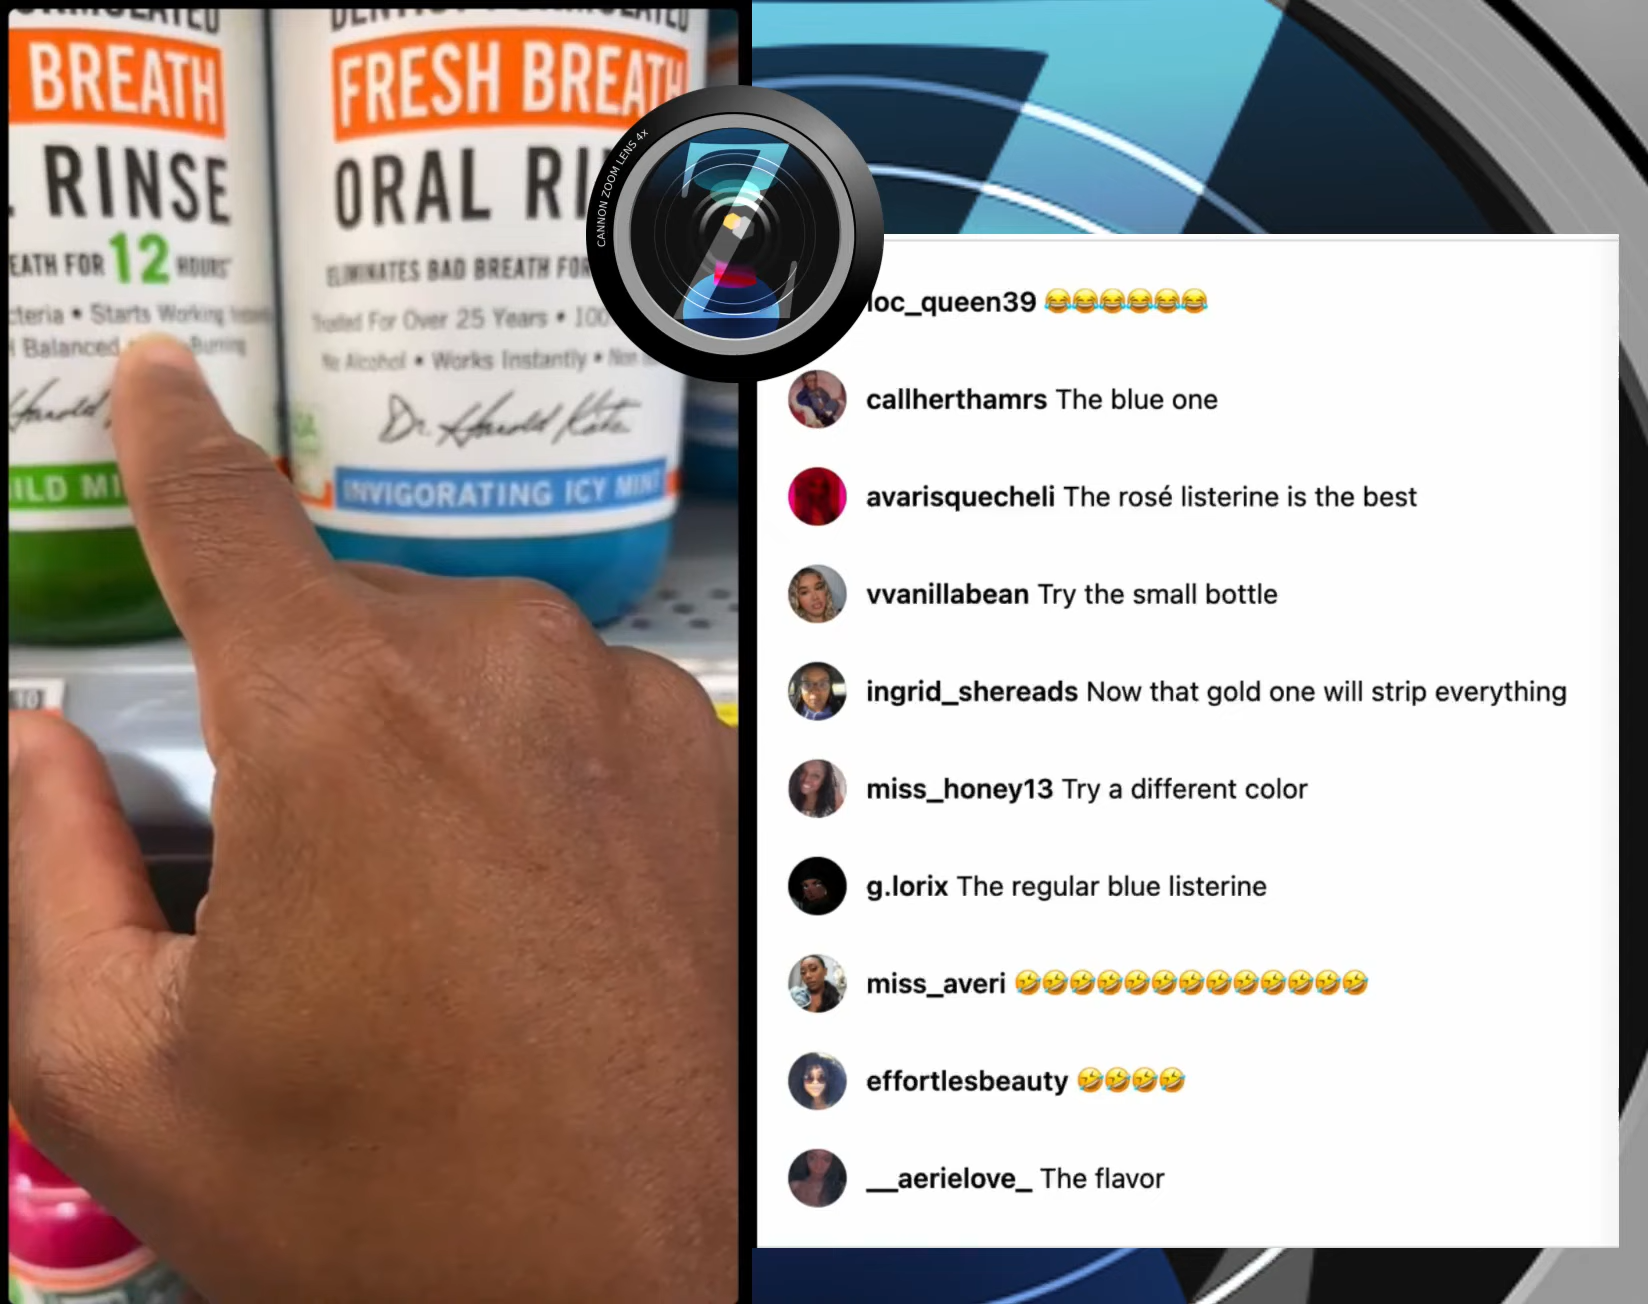 BREATH
RINSE
EATH FOR 12 HOURS
cteria • Starts Working
Balanced
Harold
ILD MI
FRESH BREATH
ORAL RI
ELIMINATES BAD BREATH FOR
Trusted For Over 25 Years • 100
No Alcohol • Works Instantly • Non
Dr. Harold Katz
INVIGORATING ICY MINT
CANNON ZOOM LENS 4x
Z
loc_queen39 😂😂😂😂😂😂
callherthamrs The blue one
avarisquecheli The rosé listerine is the best
vvanillabean Try the small bottle
ingrid_shereads Now that gold one will strip everything
miss_honey13 Try a different color
g.lorix The regular blue listerine
miss_averi 🤣🤣🤣🤣🤣🤣🤣🤣🤣🤣🤣🤣🤣
effortlesbeauty 🤣🤣🤣🤣
__aerielove_ The flavor